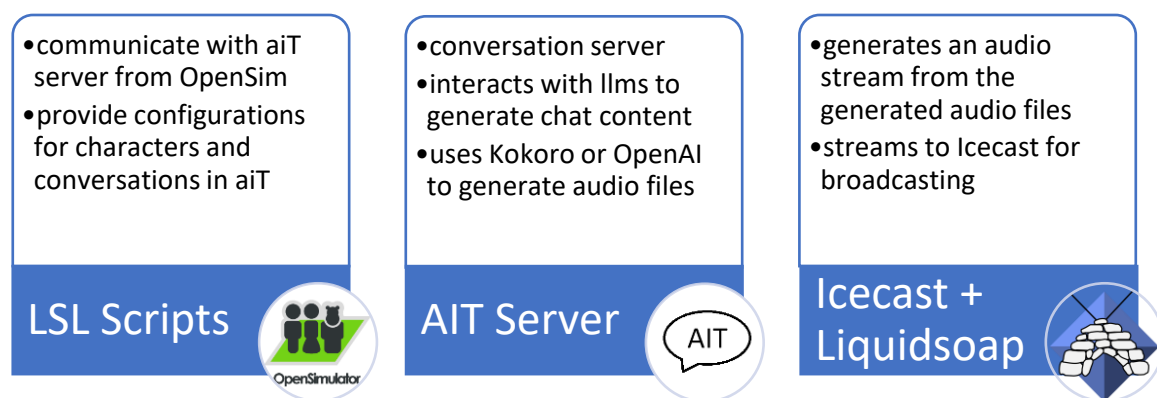 •communicate with aiT
server from OpenSim
•provide configurations
for characters and
conversations in aiT
LSL Scripts
OpenSimulator
•conversation server
•interacts with llms to
generate chat content
•uses Kokoro or OpenAI
to generate audio files
AIT Server
AIT
•generates an audio
stream from the
generated audio files
•streams to Icecast for
broadcasting
Icecast +
Liquidsoap